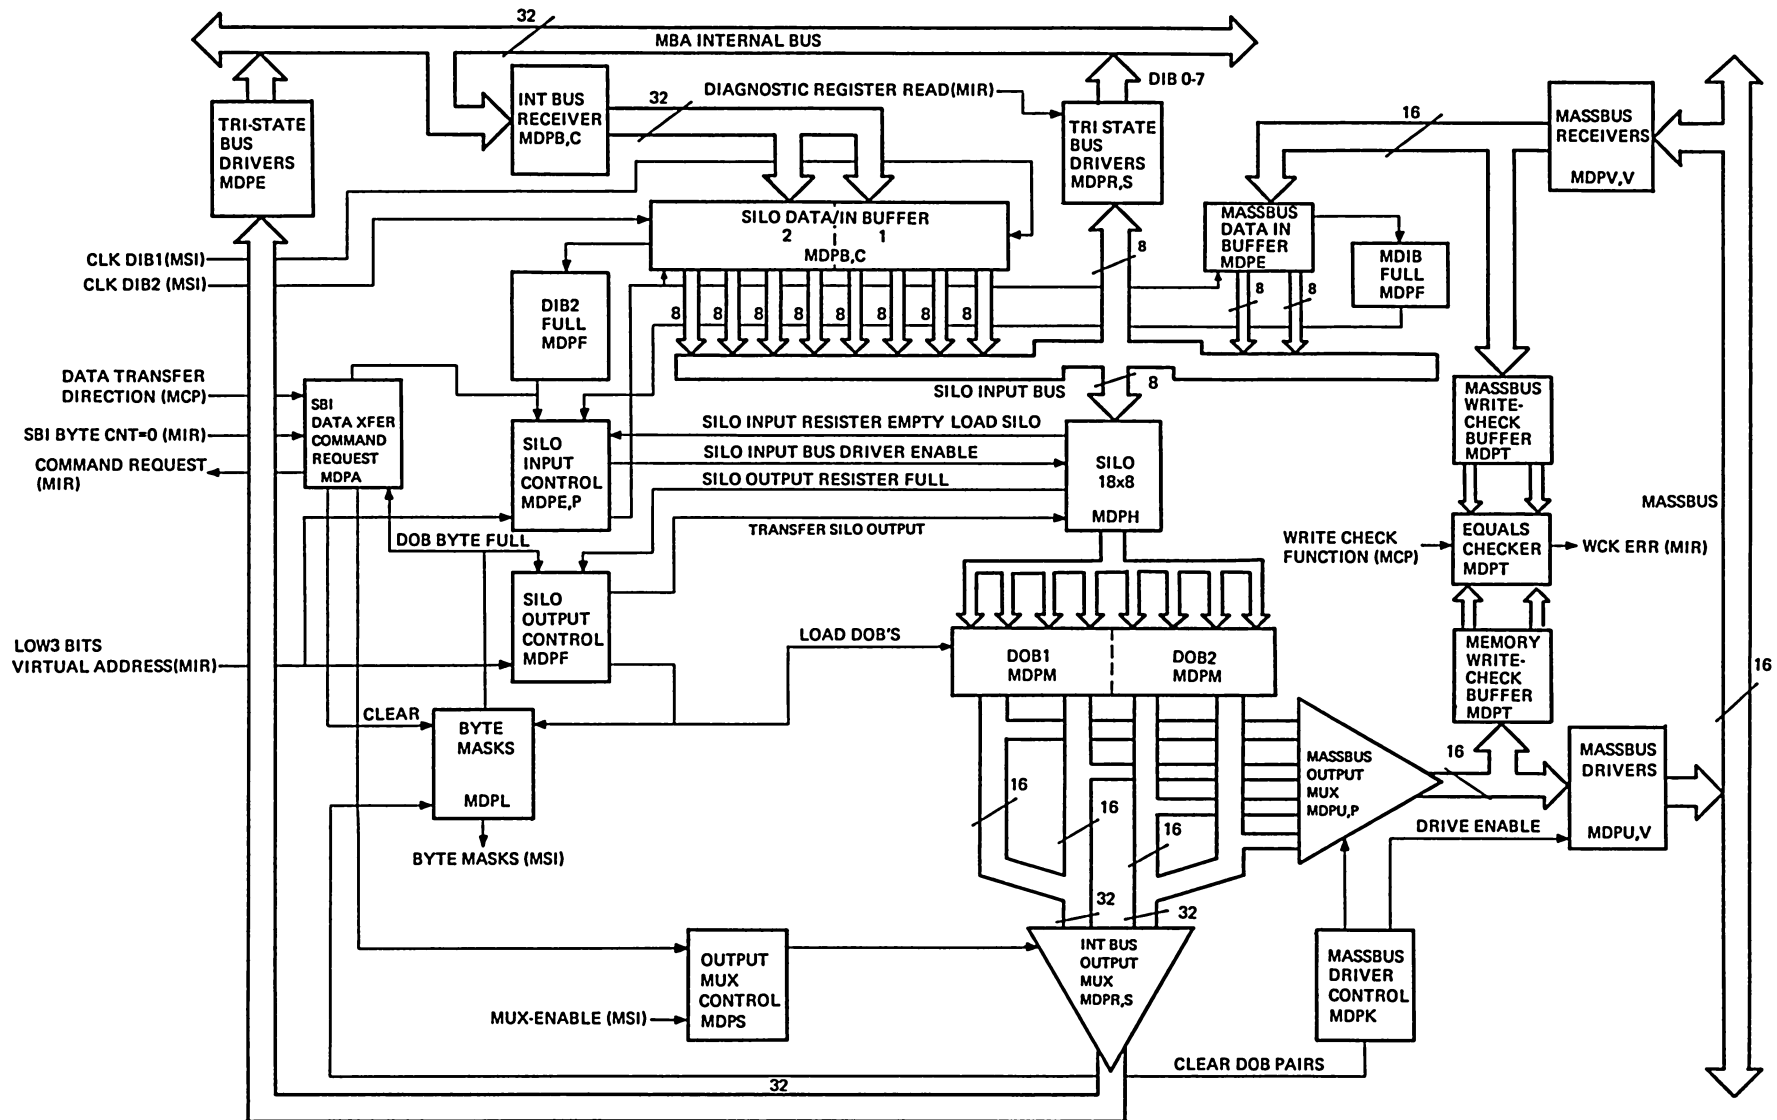 32
MBA INTERNAL BUS
TRI-STATE
BUS
DRIVERS
MDPE
INT BUS
RECEIVER
MDPB,C
32
DIAGNOSTIC REGISTER READ(MIR)
DIB 0-7
TRI STATE
BUS
DRIVERS
MDPR,S
16
MASSBUS
RECEIVERS
MDPV,V
SILO DATA/IN BUFFER
2 1
MDPB,C
MASSBUS
DATA IN
BUFFER
MDPE
MDIB
FULL
MDPF
8
CLK DIB1(MSI)
CLK DIB2 (MSI)
DIB2
FULL
MDPF
8 8 8 8 8 8 8 8
8 8
SILO INPUT BUS
8
DATA TRANSFER
DIRECTION (MCP)
SBI BYTE CNT=0 (MIR)
COMMAND REQUEST
(MIR)
SBI
DATA XFER
COMMAND
REQUEST
MDPA
SILO
INPUT
CONTROL
MDPE,P
SILO INPUT RESISTER EMPTY LOAD SILO
SILO INPUT BUS DRIVER ENABLE
SILO OUTPUT RESISTER FULL
TRANSFER SILO OUTPUT
SILO
18x8
MDPH
MASSBUS
WRITE-
CHECK
BUFFER
MDPT
MASSBUS
WRITE CHECK
FUNCTION (MCP)
EQUALS
CHECKER
MDPT
WCK ERR (MIR)
DOB BYTE FULL
SILO
OUTPUT
CONTROL
MDPF
LOW3 BITS
VIRTUAL ADDRESS(MIR)
LOAD DOB'S
DOB1
MDPM
DOB2
MDPM
MEMORY
WRITE-
CHECK
BUFFER
MDPT
16
CLEAR
BYTE
MASKS
MDPL
BYTE MASKS (MSI)
16
16
16
MASSBUS
OUTPUT
MUX
MDPU,P
16
MASSBUS
DRIVERS
MDPU,V
DRIVE ENABLE
32
32
OUTPUT
MUX
CONTROL
MDPS
MUX-ENABLE (MSI)
INT BUS
OUTPUT
MUX
MDPR,S
MASSBUS
DRIVER
CONTROL
MDPK
CLEAR DOB PAIRS
32